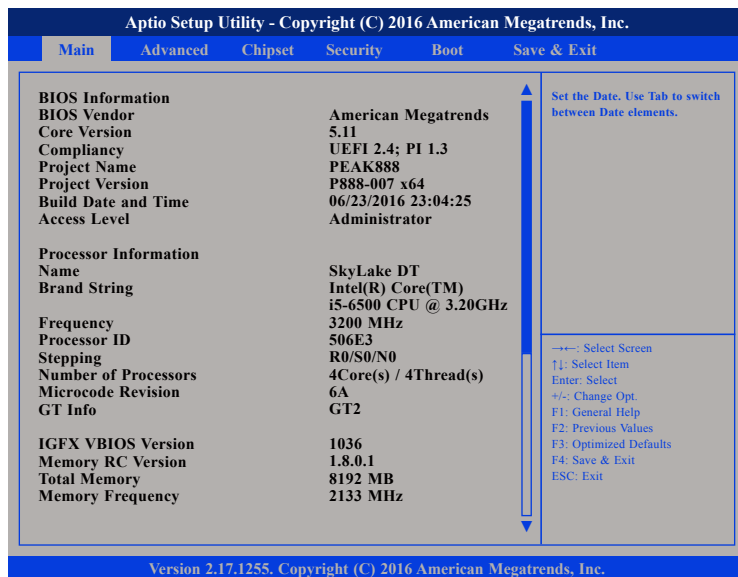 Aptio Setup Utility - Copyright (C) 2016 American Megatrends, Inc.
Main Advanced Chipset Security Boot Save & Exit
BIOS Information
BIOS Vendor American Megatrends
Core Version 5.11
Compliancy UEFI 2.4; PI 1.3
Project Name PEAK888
Project Version P888-007 x64
Build Date and Time 06/23/2016 23:04:25
Access Level Administrator
Processor Information
Name SkyLake DT
Brand String Intel(R) Core(TM)
i5-6500 CPU @ 3.20GHz
Frequency 3200 MHz
Processor ID 506E3
Stepping R0/S0/N0
Number of Processors 4Core(s) / 4Thread(s)
Microcode Revision 6A
GT Info GT2
IGFX VBIOS Version 1036
Memory RC Version 1.8.0.1
Total Memory 8192 MB
Memory Frequency 2133 MHz
Set the Date. Use Tab to switch
between Date elements.
→←: Select Screen
↑↓: Select Item
Enter: Select
+/-: Change Opt.
F1: General Help
F2: Previous Values
F3: Optimized Defaults
F4: Save & Exit
ESC: Exit
Version 2.17.1255. Copyright (C) 2016 American Megatrends, Inc.